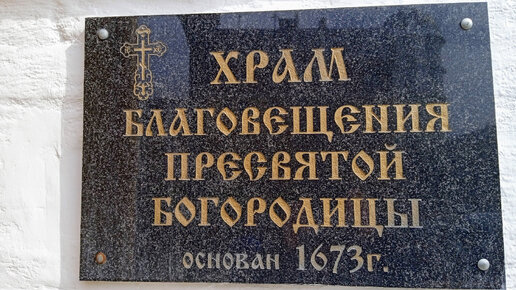 ХРАМ
БЛАГОВЕЩЕНИЯ
ПРЕСВЯТОЙ
БОГОРОДИЦЫ
основан 1673г.